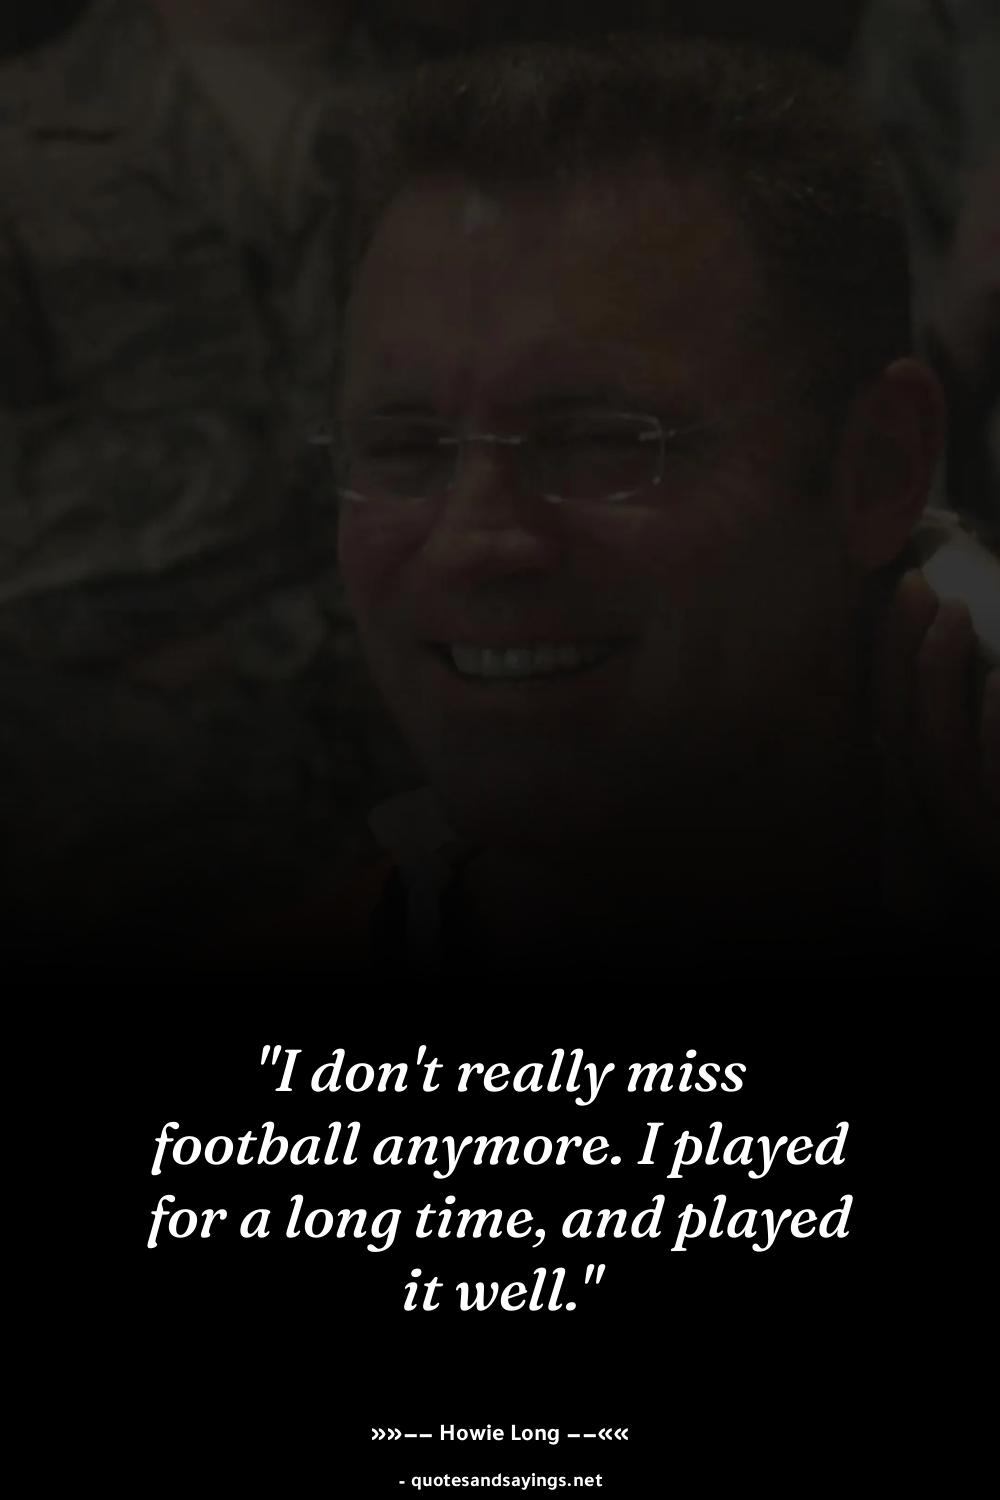 "I don't really miss
football anymore. I played
for a long time, and played
it well."
»»−− Howie Long −−««
- quotesandsayings.net